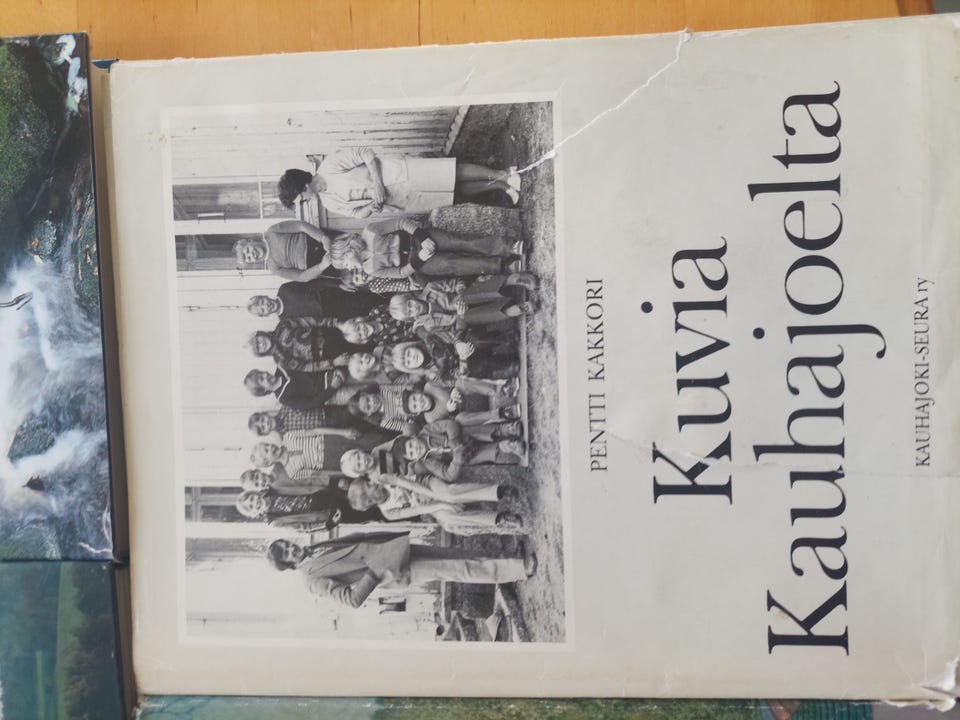 PENTTI KAKKORI
Kuvia
Kauhajoelta
KAUHAJOKI-SEURA ry